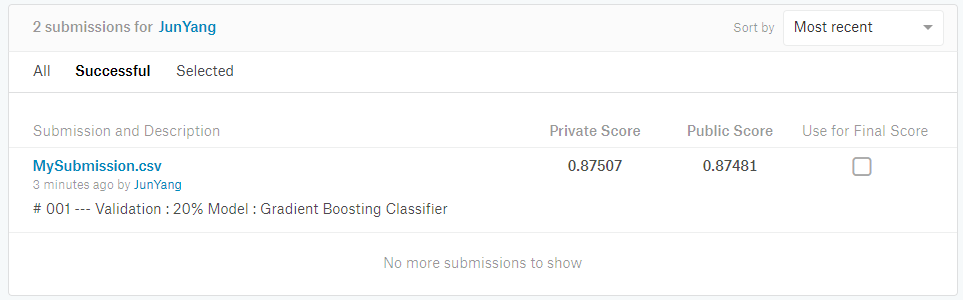 2 submissions for JunYang
Sort by Most recent
All Successful Selected
Submission and Description Private Score Public Score Use for Final Score
MySubmission.csv 0.87507 0.87481
3 minutes ago by JunYang
# 001 --- Validation : 20% Model : Gradient Boosting Classifier
No more submissions to show